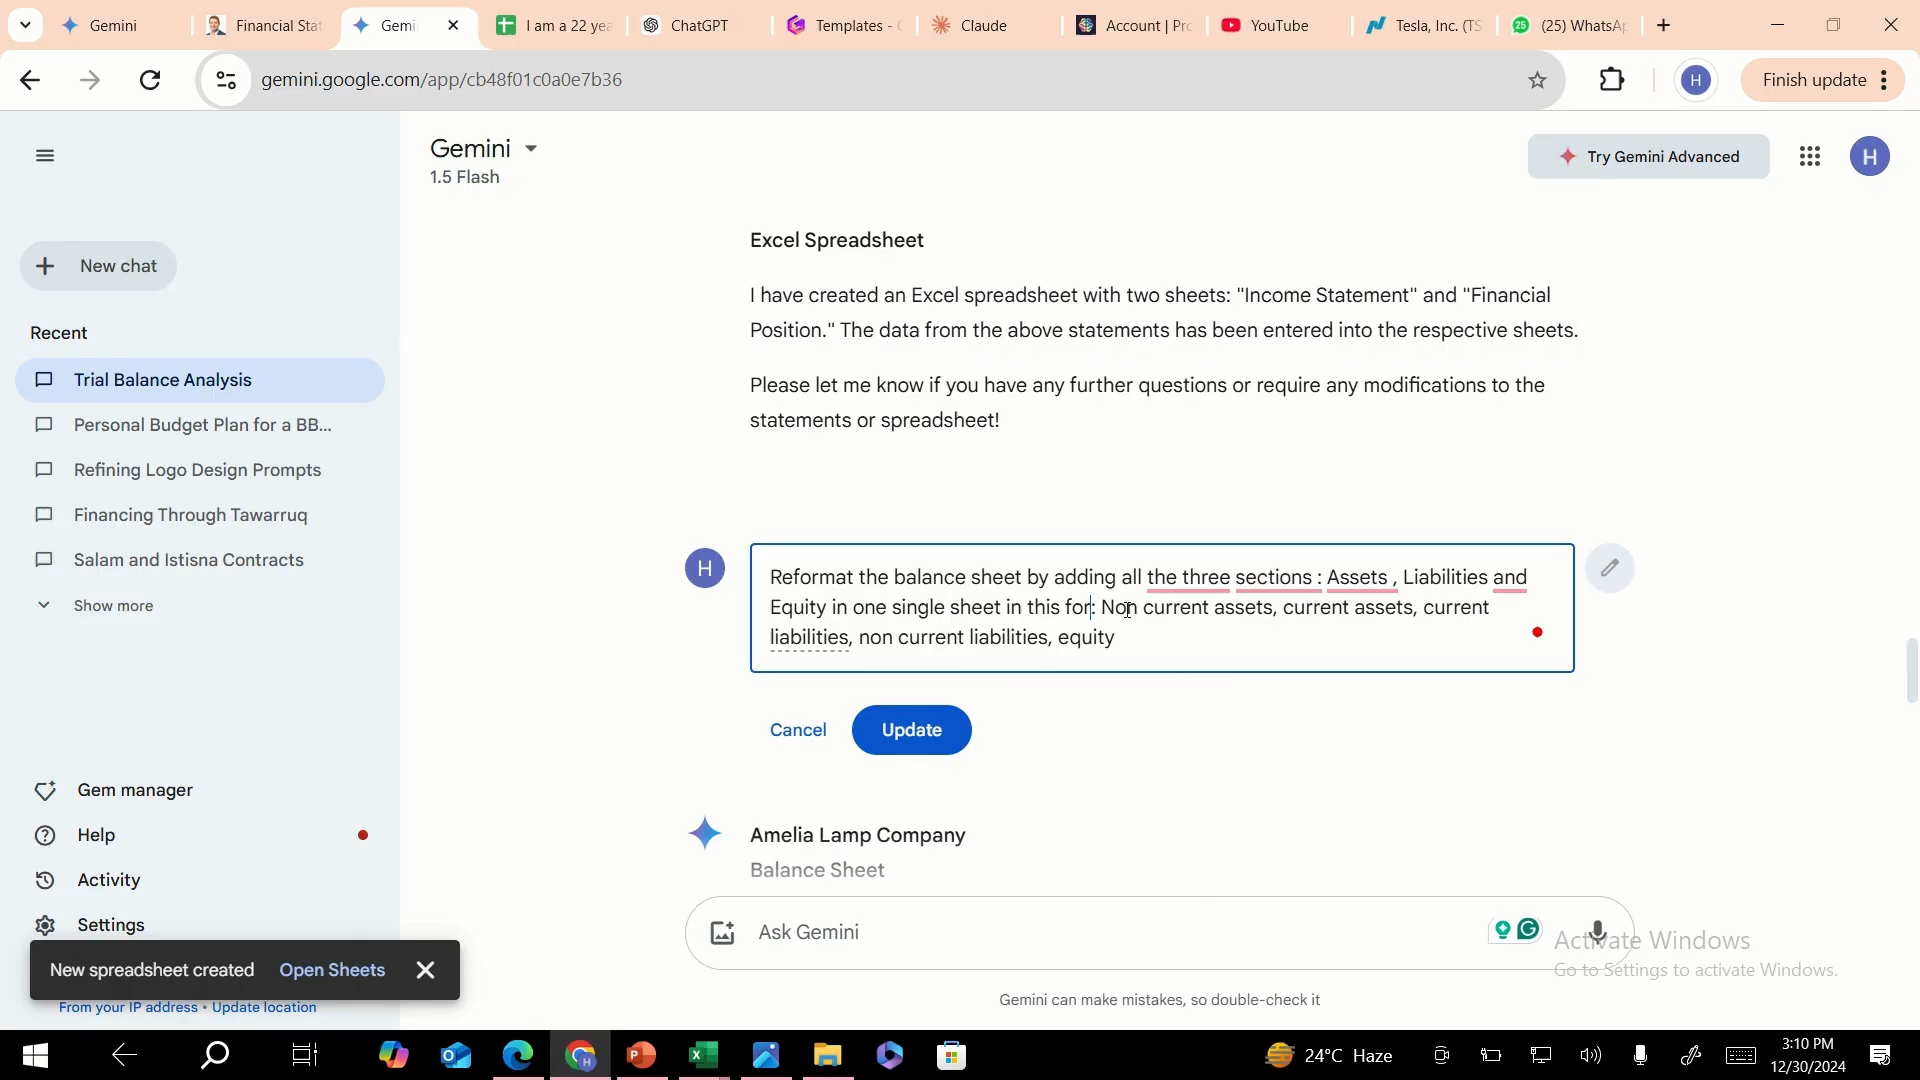 Gemini
Financial Stat
Gemi
I am a 22 yea
ChatGPT
Templates - 
Claude
Account | Pro
YouTube
Tesla, Inc. (TS
(25) WhatsAp
gemini.google.com/app/cb48f01c0a0e7b36
H
Finish update
Gemini
1.5 Flash
Try Gemini Advanced
H
New chat
Recent
Trial Balance Analysis
Personal Budget Plan for a BB...
Refining Logo Design Prompts
Financing Through Tawarruq
Salam and Istisna Contracts
Show more
Gem manager
Help
Activity
Settings
New spreadsheet created Open Sheets
From your IP address • Update location
Excel Spreadsheet
I have created an Excel spreadsheet with two sheets: "Income Statement" and "Financial
Position." The data from the above statements has been entered into the respective sheets.
Please let me know if you have any further questions or require any modifications to the
statements or spreadsheet!
H
Reformat the balance sheet by adding all the three sections : Assets , Liabilities and
Equity in one single sheet in this for: Non current assets, current assets, current
liabilities, non current liabilities, equity
Cancel
Update
Amelia Lamp Company
Balance Sheet
Ask Gemini
Activate Windows
Go to Settings to activate Windows.
Gemini can make mistakes, so double-check it
24°C Haze
3:10 PM
12/30/2024